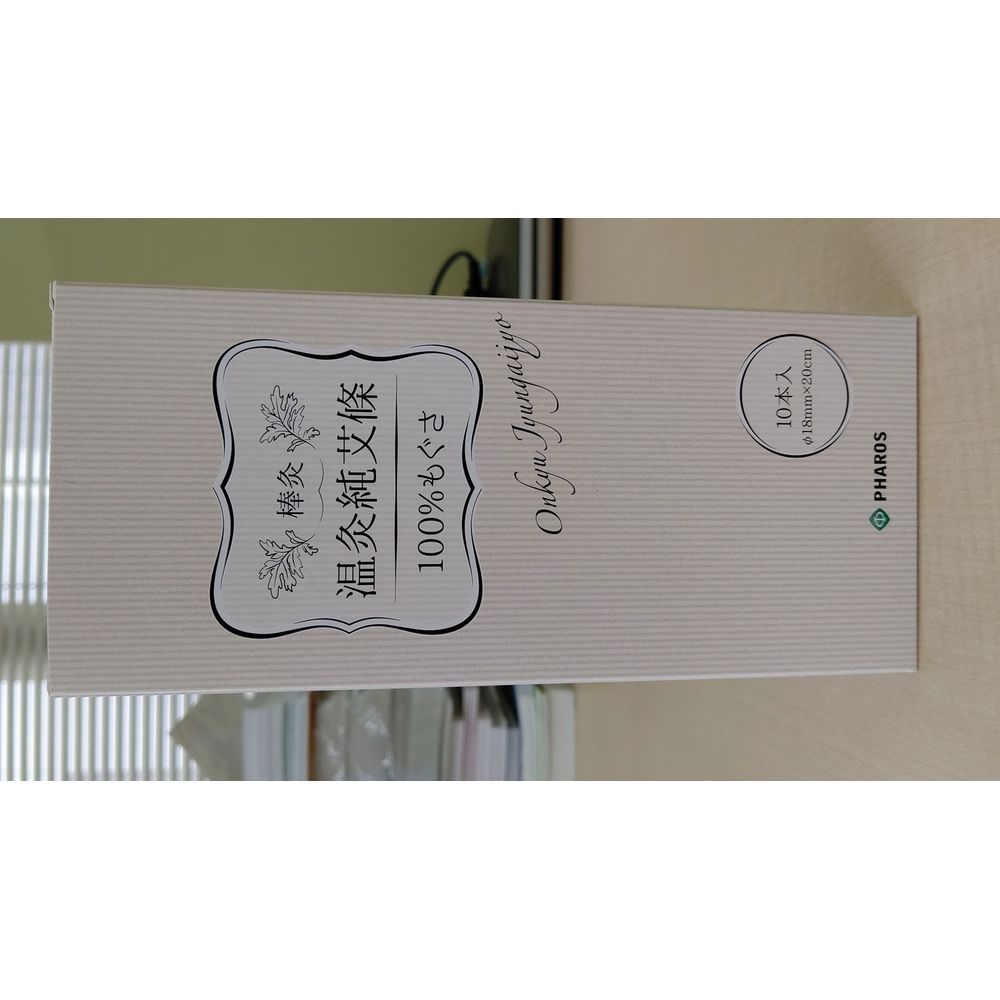 棒灸
温灸純艾條
100%もぐさ
Onkyu Jyungaijyo
10本入
φ18mm×20cm
PHAROS